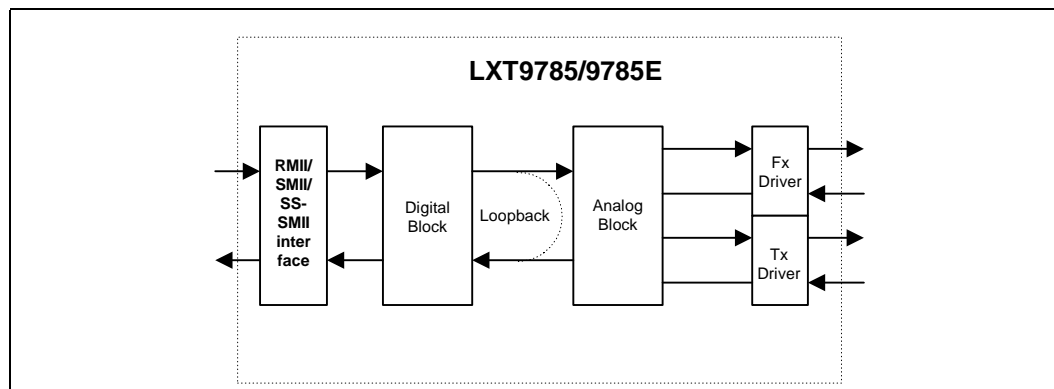 LXT9785/9785E
RMII/
SMII/
SS-
SMII
inter
face
Digital
Block
Loopback
Analog
Block
Fx
Driver
Tx
Driver